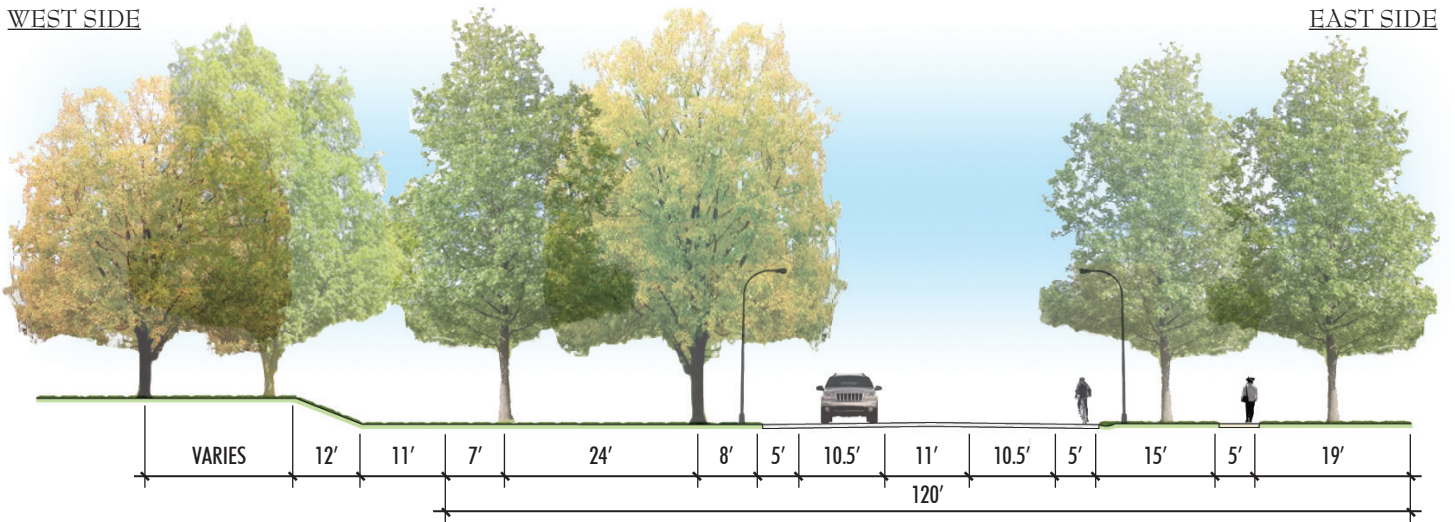 WEST SIDE EAST SIDE
VARIES 12' 11' 7' 24' 8' 5' 10.5' 11' 10.5' 5' 15' 5' 19'
120'